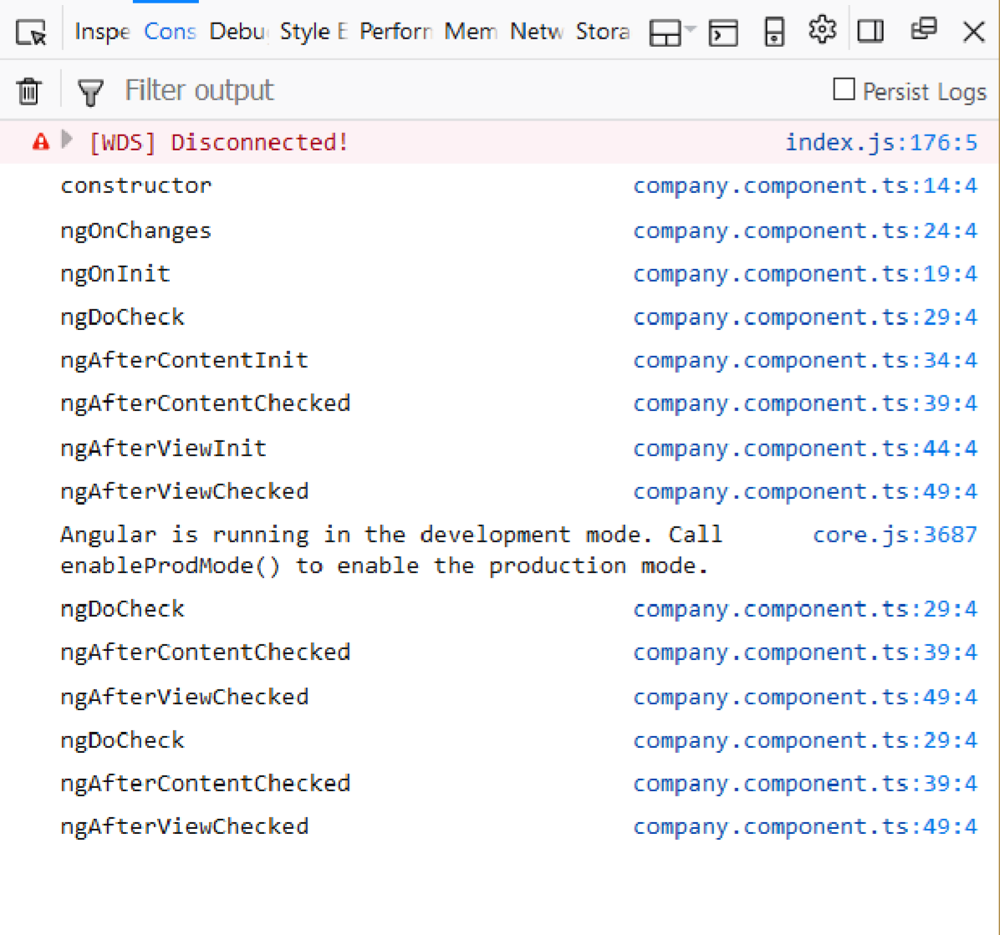 Inspe Cons Debu Style E Perforn Mem Netw Stora
Filter output Persist Logs
[WDS] Disconnected! index.js:176:5
constructor company.component.ts:14:4
ngOnChanges company.component.ts:24:4
ngOnInit company.component.ts:19:4
ngDoCheck company.component.ts:29:4
ngAfterContentInit company.component.ts:34:4
ngAfterContentChecked company.component.ts:39:4
ngAfterViewInit company.component.ts:44:4
ngAfterViewChecked company.component.ts:49:4
Angular is running in the development mode. Call core.js:3687
enableProdMode() to enable the production mode.
ngDoCheck company.component.ts:29:4
ngAfterContentChecked company.component.ts:39:4
ngAfterViewChecked company.component.ts:49:4
ngDoCheck company.component.ts:29:4
ngAfterContentChecked company.component.ts:39:4
ngAfterViewChecked company.component.ts:49:4